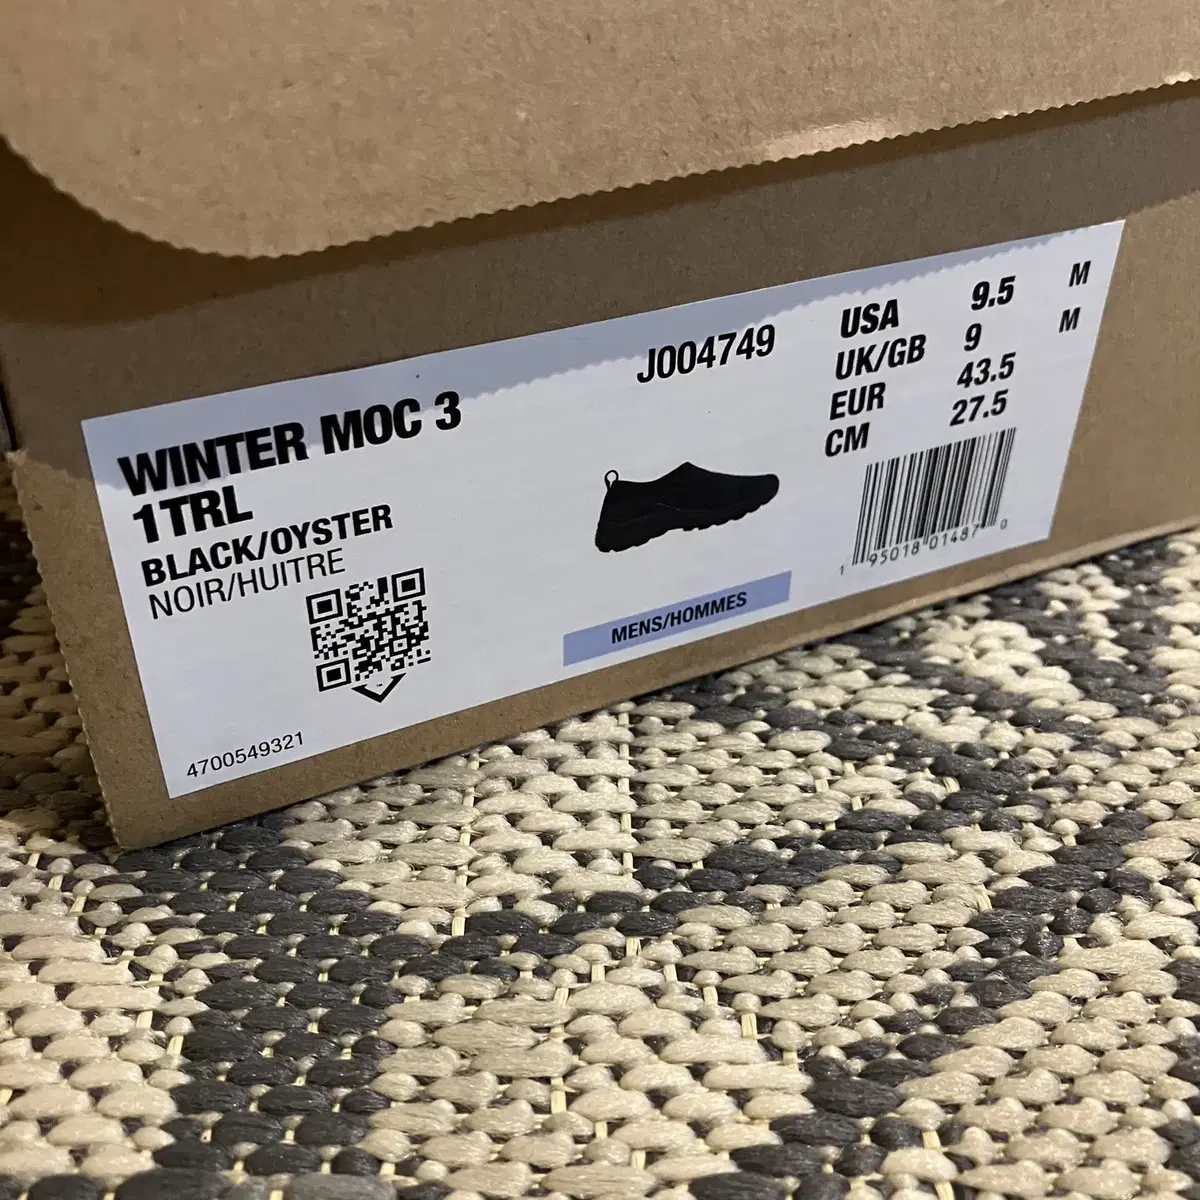 WINTER MOC 3
1TRL
BLACK/OYSTER
NOIR/HUITRE
4700549321
J004749
MENS/HOMMES
USA 9.5 M
UK/GB 9 M
EUR 43.5
CM 27.5
1 95018 01487 0